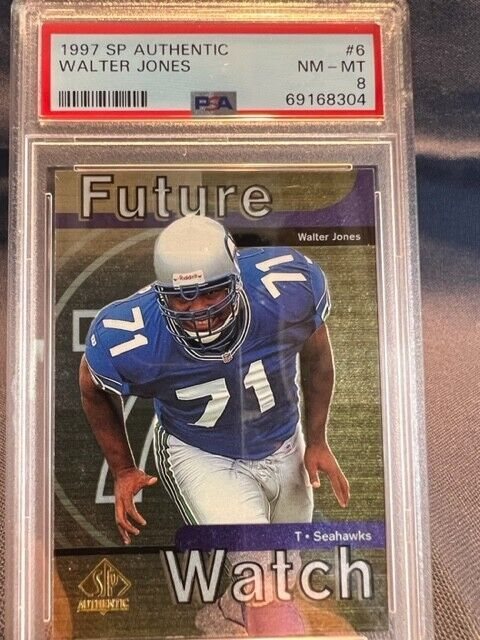 1997 SP AUTHENTIC #6
WALTER JONES NM - MT
8
PSA 69168304
Future
Walter Jones
Riddell
71 71
71
T • Seahawks
Watch
SP
AUTHENTIC